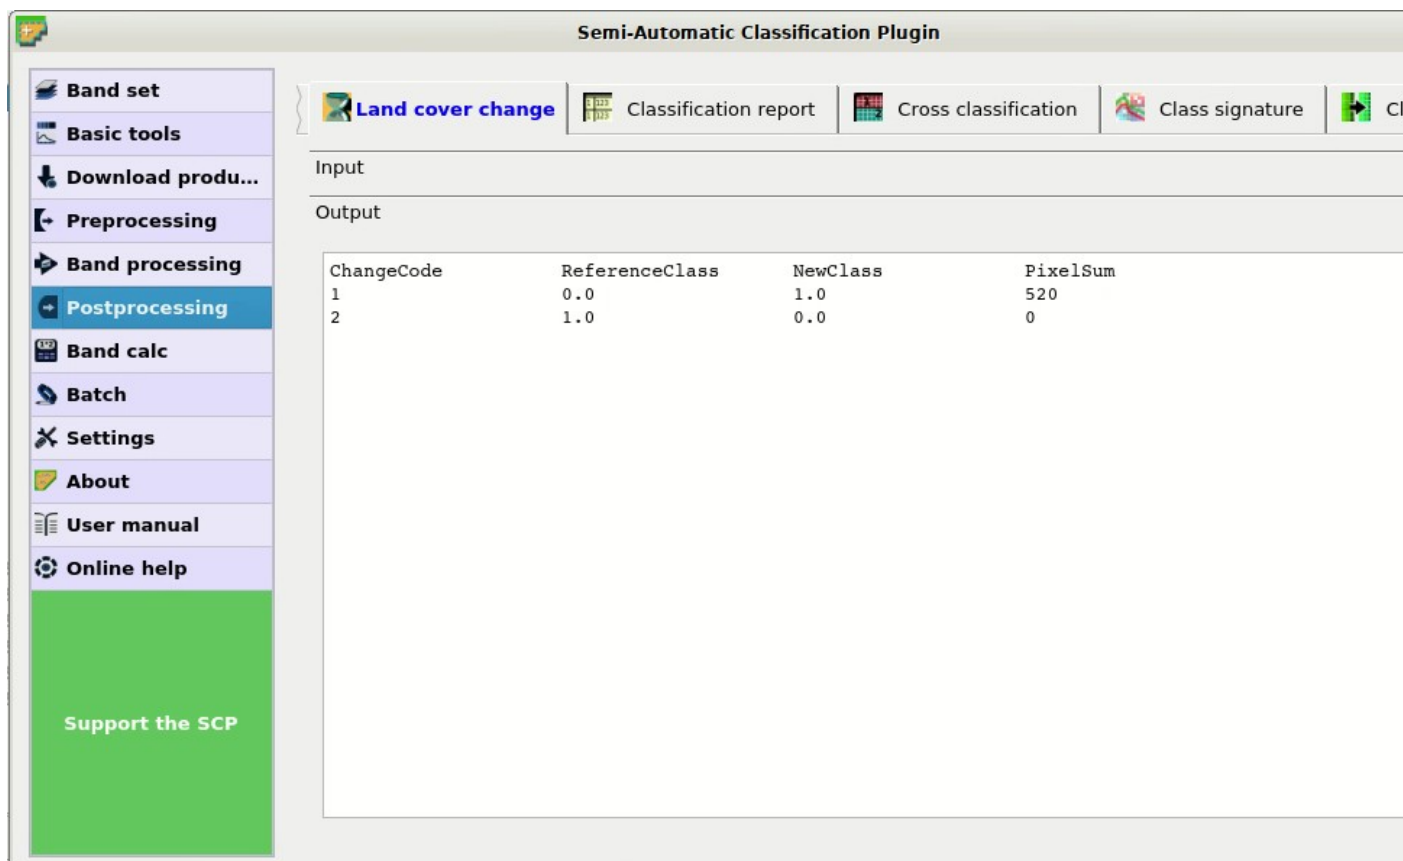 Semi-Automatic Classification Plugin
Band set
Basic tools
Download produ...
Preprocessing
Band processing
Postprocessing
Band calc
Batch
Settings
About
User manual
Online help
Support the SCP
Land cover change Classification report Cross classification Class signature Cl
Input
Output
ChangeCode ReferenceClass NewClass PixelSum
1 0.0 1.0 520
2 1.0 0.0 0